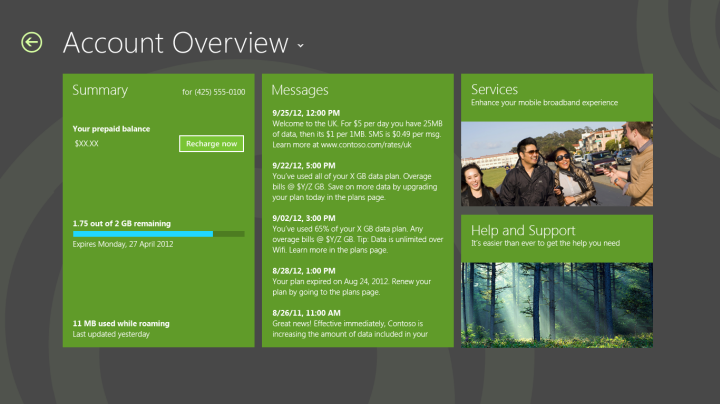 Account Overview
Summary
for (425) 555-0100
Your prepaid balance
$XX.XX
Recharge now
1.75 out of 2 GB remaining
Expires Monday, 27 April 2012
11 MB used while roaming
Last updated yesterday
Messages
9/25/12, 12:00 PM
Welcome to the UK. For $5 per day you have 25MB
of data, then its $1 per 1MB. SMS is $0.49 per msg.
Learn more at www.contoso.com/rates/uk
9/22/12, 5:00 PM
You've used all of your X GB data plan. Overage
bills @ $Y/Z GB. Save on more data by upgrading
your plan today in the plans page.
9/02/12, 3:00 PM
You've used 65% of your X GB data plan. Any
overage bills @ $Y/Z GB. Tip: Data is unlimited over
Wifi. Learn more in the plans page.
8/28/12, 1:00 PM
Your plan expired on Aug 24, 2012. Renew your
plan by going to the plans page.
8/26/11, 11:00 AM
Great news! Effective immediately, Contoso is
increasing the amount of data included in your
Services
Enhance your mobile broadband experience
Help and Support
It's easier than ever to get the help you need